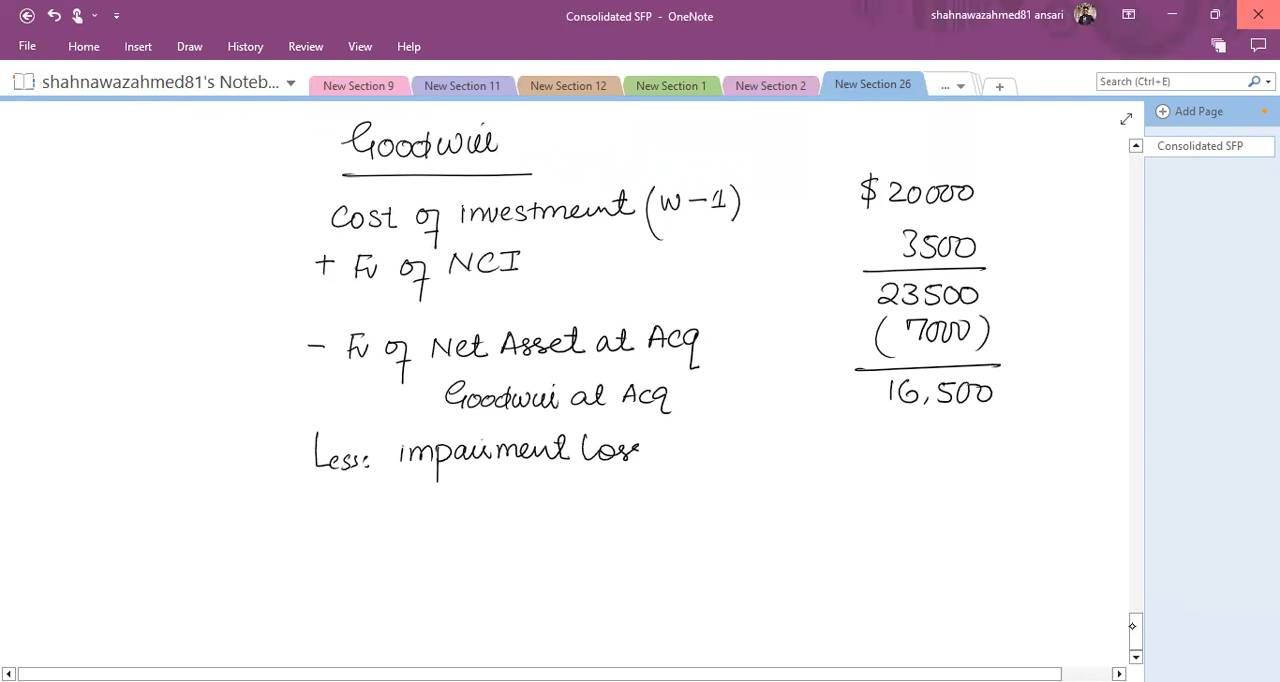 Consolidated SFP - OneNote
shahnawazahmed81 ansari
File Home Insert Draw History Review View Help
shahnawazahmed81's Noteb... New Section 9 New Section 11 New Section 12 New Section 1 New Section 2 New Section 26 ... + Search (Ctrl+E)
Add Page
Consolidated SFP
Goodwill
Cost of investment (W-1) $ 20000
+ Fv of NCI 3500
23500
- Fv of Net Asset at Acq (7000)
Goodwill at Acq 16,500
Less: impairment Loss